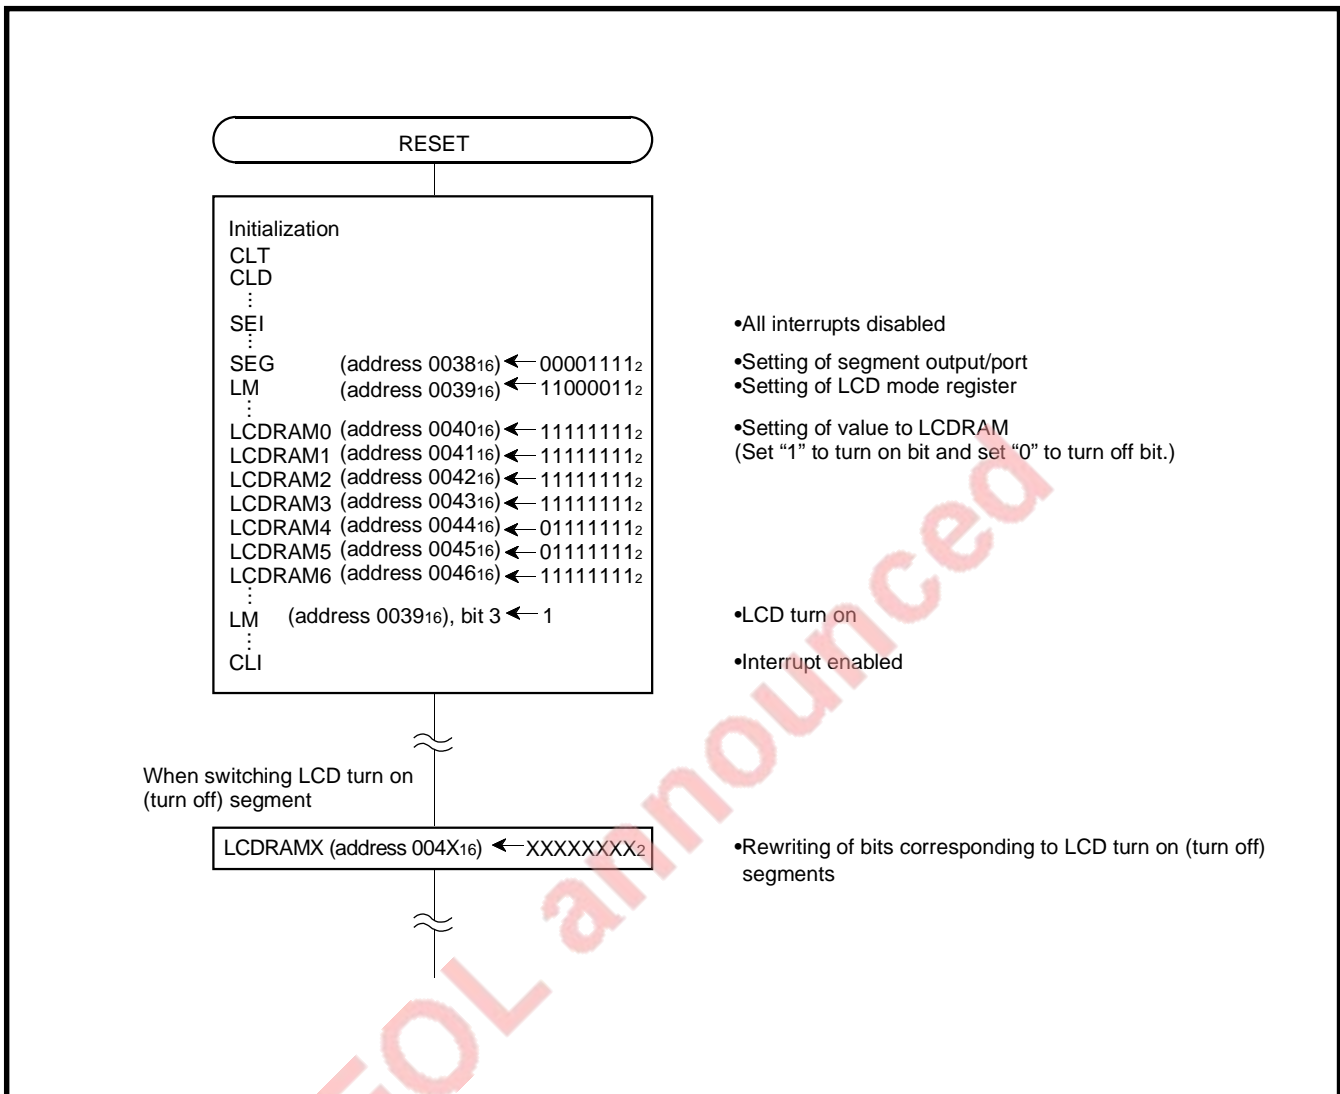 RESET
Initialization
CLT
CLD
SEI •All interrupts disabled
SEG (address 003816) ← 000011112 •Setting of segment output/port
LM (address 003916) ← 110000112 •Setting of LCD mode register
LCDRAM0 (address 004016) ← 111111112 •Setting of value to LCDRAM
LCDRAM1 (address 004116) ← 111111112 (Set “1” to turn on bit and set “0” to turn off bit.)
LCDRAM2 (address 004216) ← 111111112
LCDRAM3 (address 004316) ← 111111112
LCDRAM4 (address 004416) ← 011111112
LCDRAM5 (address 004516) ← 011111112
LCDRAM6 (address 004616) ← 111111112
LM (address 003916), bit 3 ← 1 •LCD turn on
CLI •Interrupt enabled
When switching LCD turn on
(turn off) segment
LCDRAMX (address 004X16) ← XXXXXXXX2 •Rewriting of bits corresponding to LCD turn on (turn off)
segments
EOL announced